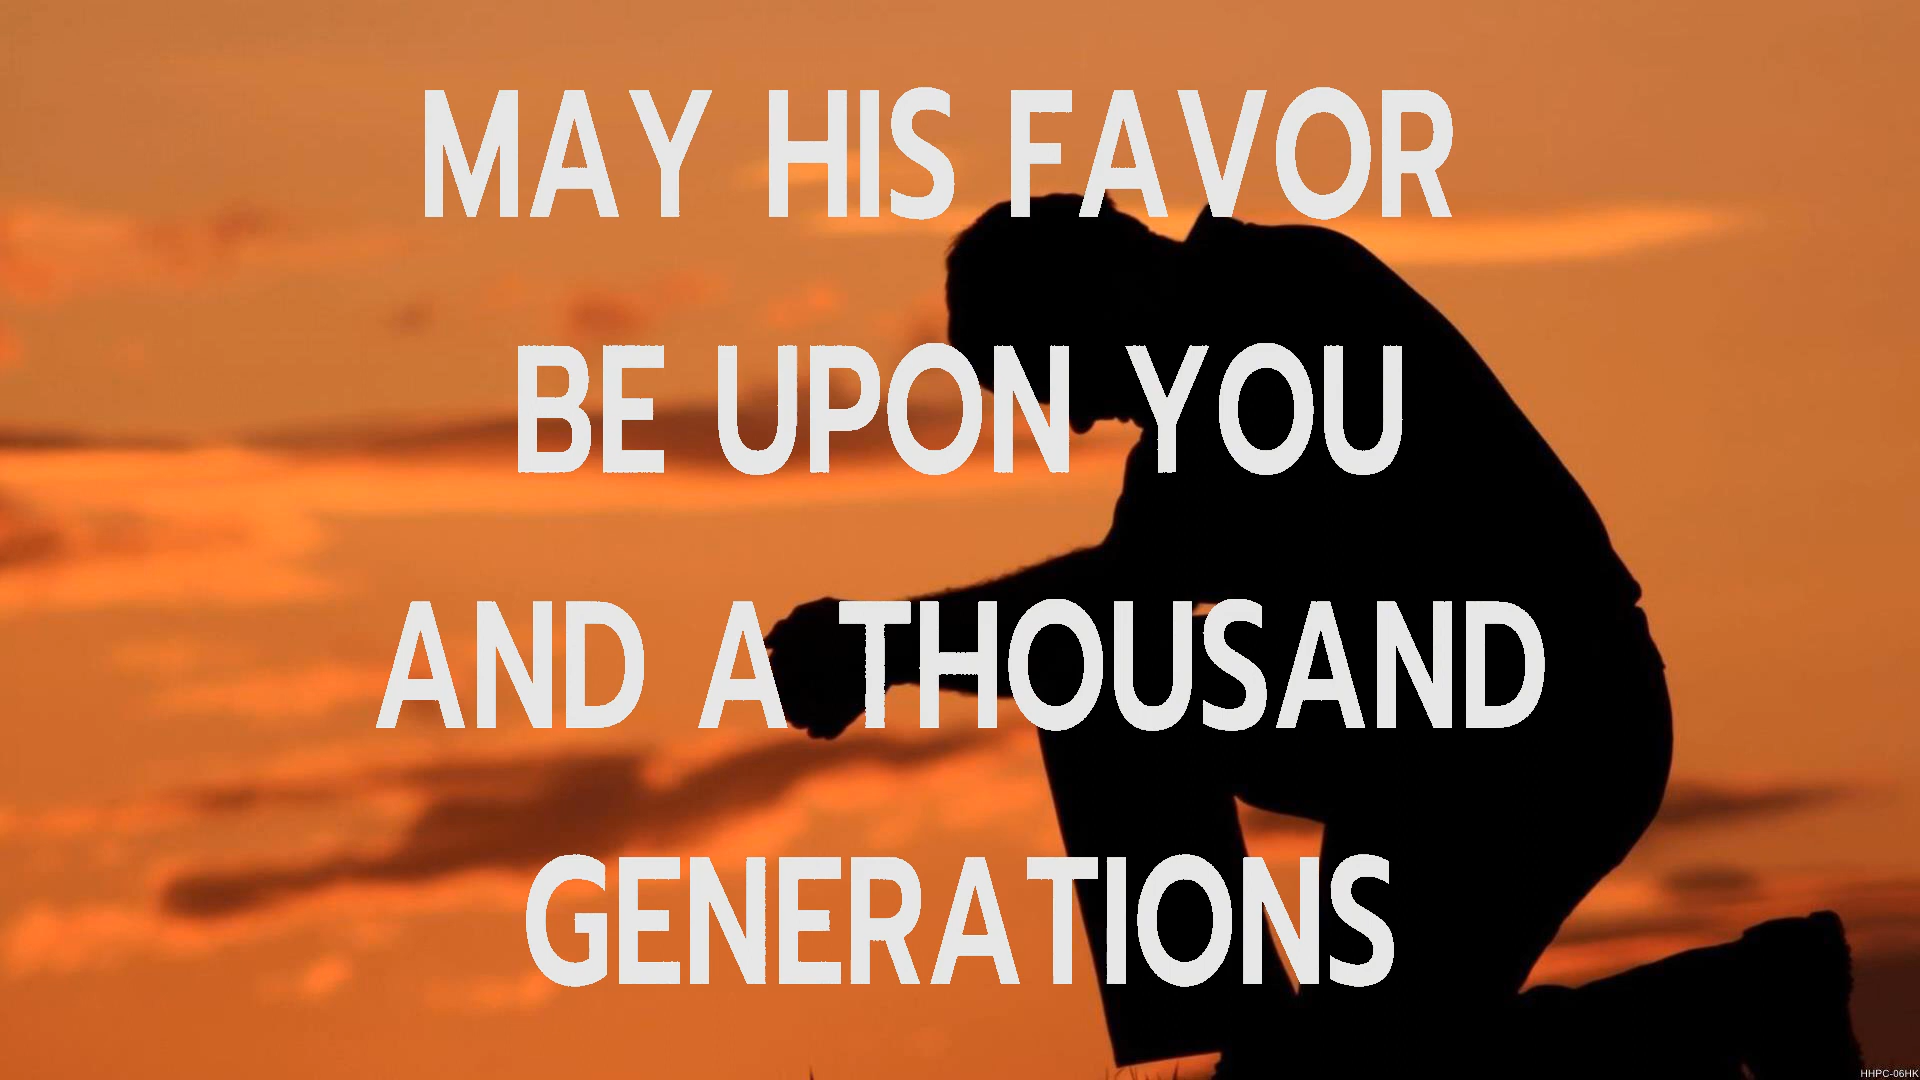 MAY HIS FAVOR
BE UPON YOU
AND A THOUSAND
GENERATIONS
HHPC-06HK